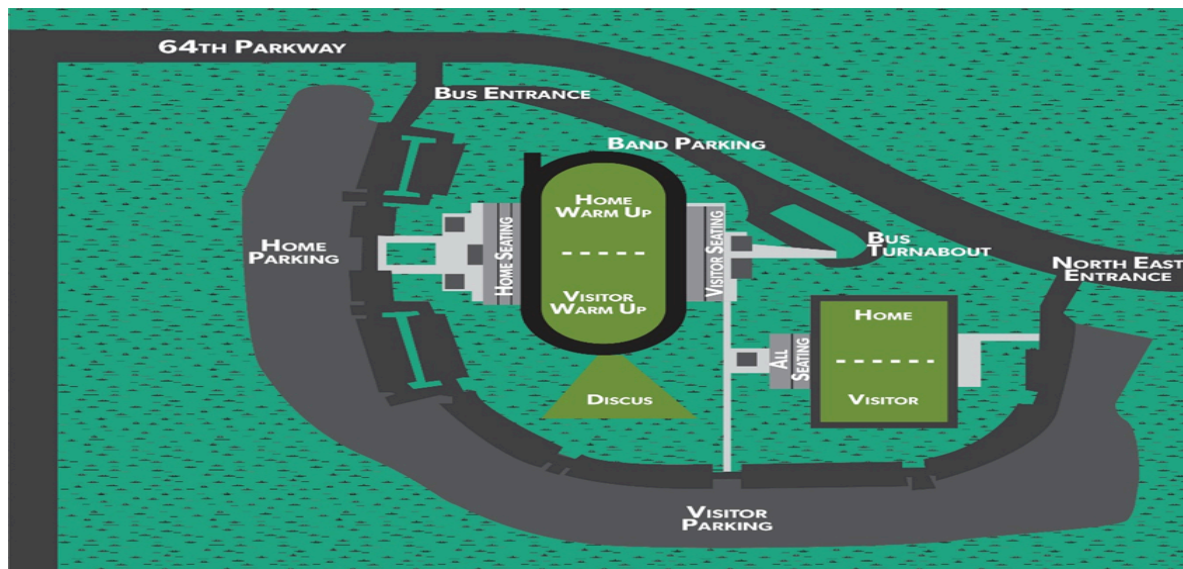 64TH PARKWAY
BUS ENTRANCE
BAND PARKING
HOME
WARM UP
HOME
PARKING
HOME SEATING
VISITOR SEATING
BUS
TURNABOUT
NORTH EAST
ENTRANCE
VISITOR
WARM UP
HOME
ALL
SEATING
VISITOR
DISCUS
VISITOR
PARKING